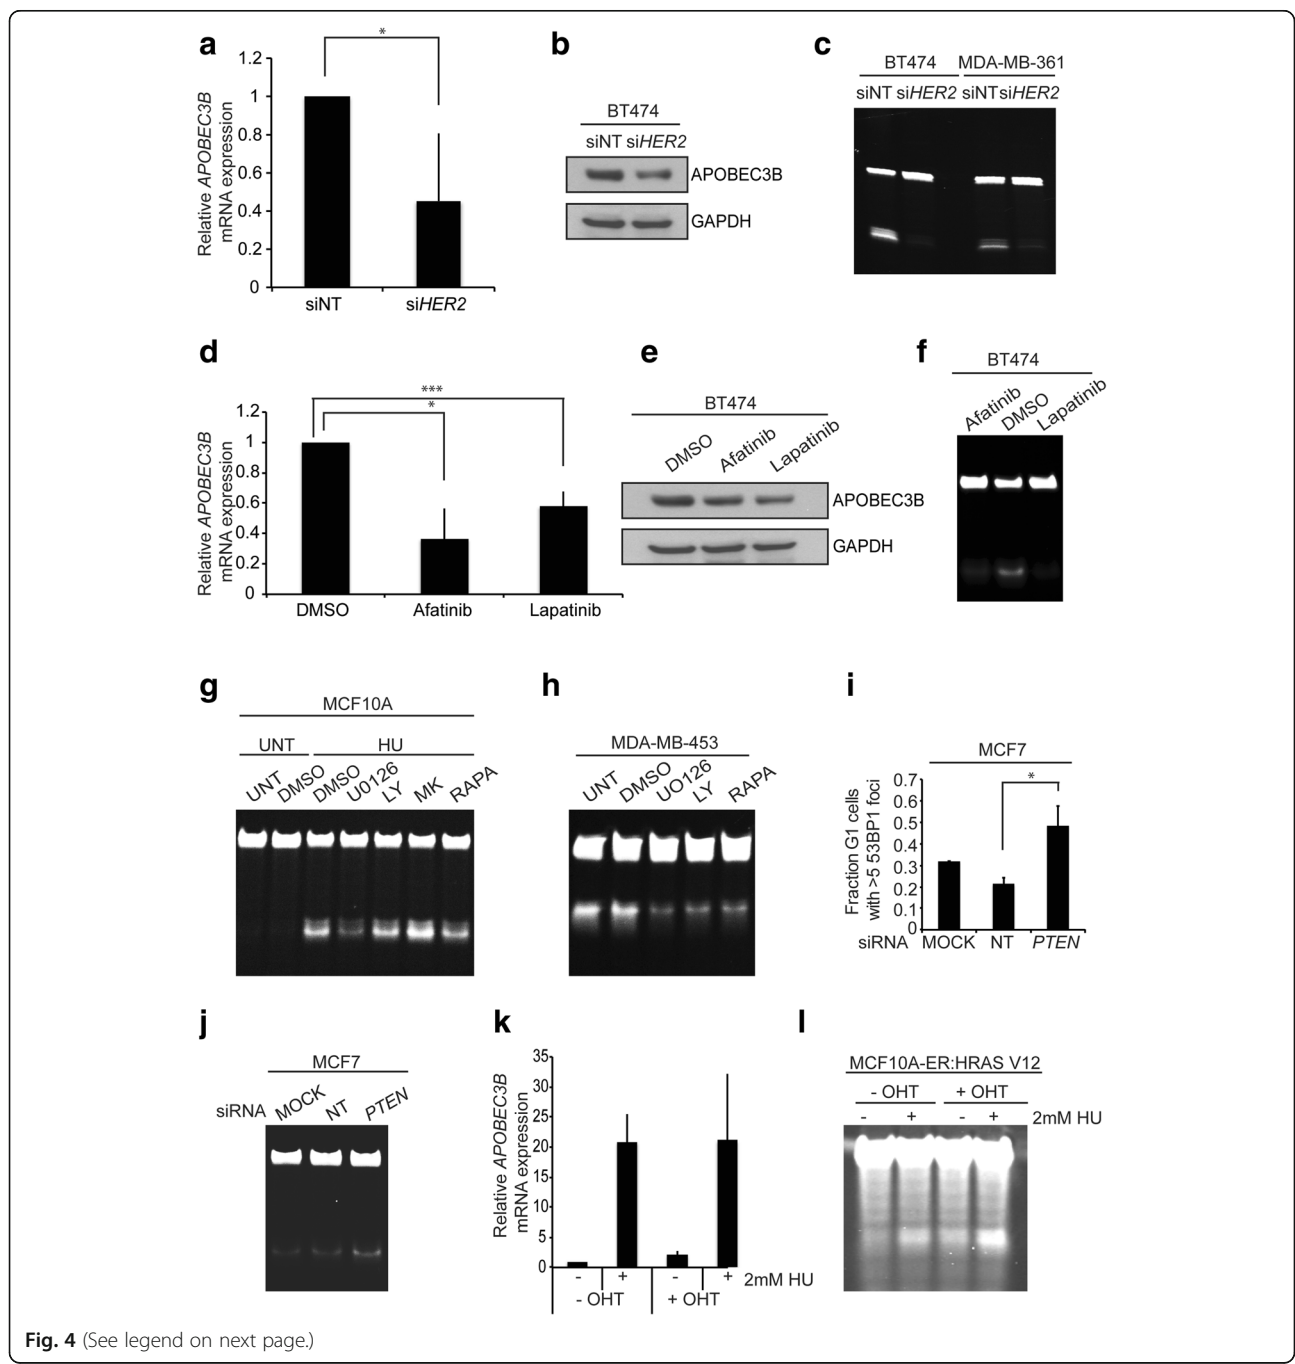 a
*
1.2
1
0.8
0.6
0.4
0.2
0
Relative APOBEC3B
mRNA expression
siNT
siHER2
b
BT474
siNT siHER2
APOBEC3B
GAPDH
c
BT474 MDA-MB-361
siNT siHER2 siNT siHER2
d
***
*
1.2
1
0.8
0.6
0.4
0.2
0
Relative APOBEC3B
mRNA expression
DMSO
Afatinib
Lapatinib
e
BT474
DMSO
Afatinib
Lapatinib
APOBEC3B
GAPDH
f
BT474
Afatinib
DMSO
Lapatinib
g
MCF10A
UNT HU
UNT
DMSO
DMSO
U0126
LY
MK
RAPA
h
MDA-MB-453
UNT
DMSO
UO126
LY
RAPA
i
MCF7
*
0.7
0.6
0.5
0.4
0.3
0.2
0.1
0
Fraction G1 cells
with >5 53BP1 foci
siRNA MOCK NT PTEN
j
MCF7
siRNA MOCK NT PTEN
k
35
30
25
20
15
10
5
0
Relative APOBEC3B
mRNA expression
- + - + 2mM HU
- OHT + OHT
l
MCF10A-ER:HRAS V12
- OHT + OHT
- + - + 2mM HU
Fig. 4 (See legend on next page.)